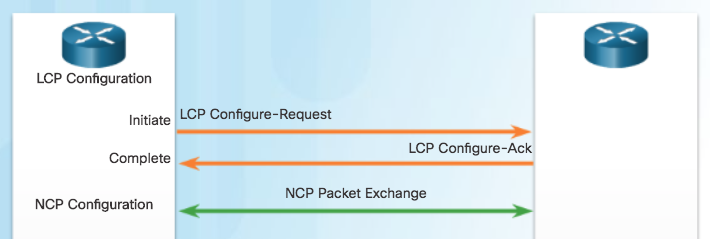 LCP Configuration
Initiate
LCP Configure-Request
LCP Configure-Ack
Complete
NCP Packet Exchange
NCP Configuration